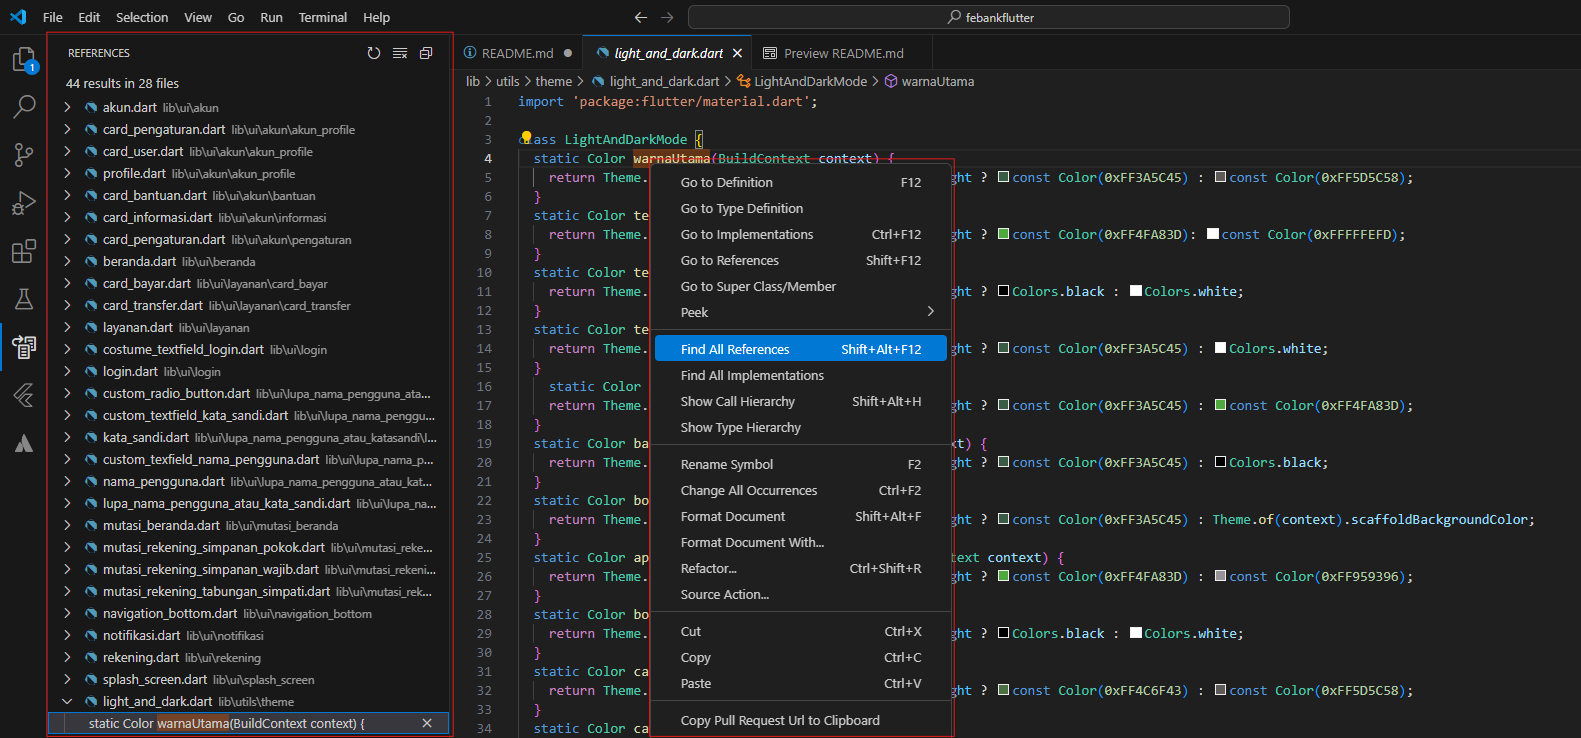 File Edit Selection View Go Run Terminal Help
febankflutter
1
REFERENCES
44 results in 28 files
akun.dart lib\ui\akun
card_pengaturan.dart lib\ui\akun\akun_profile
card_user.dart lib\ui\akun\akun_profile
profile.dart lib\ui\akun\akun_profile
card_bantuan.dart lib\ui\akun\bantuan
card_informasi.dart lib\ui\akun\informasi
card_pengaturan.dart lib\ui\akun\pengaturan
beranda.dart lib\ui\beranda
card_bayar.dart lib\ui\layanan\card_bayar
card_transfer.dart lib\ui\layanan\card_transfer
layanan.dart lib\ui\layanan
costume_textfield_login.dart lib\ui\login
login.dart lib\ui\login
custom_radio_button.dart lib\ui\lupa_nama_pengguna_ata...
custom_textfield_kata_sandi.dart lib\ui\lupa_nama_penggu...
kata_sandi.dart lib\ui\lupa_nama_pengguna_atau_katasandi\l...
custom_texfield_nama_pengguna.dart lib\ui\lupa_nama_p...
nama_pengguna.dart lib\ui\lupa_nama_pengguna_atau_kat...
lupa_nama_pengguna_atau_kata_sandi.dart lib\ui\lupa_na...
mutasi_beranda.dart lib\ui\mutasi_beranda
mutasi_rekening_simpanan_pokok.dart lib\ui\mutasi_reke...
mutasi_rekening_simpanan_wajib.dart lib\ui\mutasi_rekeni...
mutasi_rekening_tabungan_simpati.dart lib\ui\mutasi_rek...
navigation_bottom.dart lib\ui\navigation_bottom
notifikasi.dart lib\ui\notifikasi
rekening.dart lib\ui\rekening
splash_screen.dart lib\ui\splash_screen
light_and_dark.dart lib\utils\theme
static Color warnaUtama(BuildContext context) {
README.md light_and_dark.dart Preview README.md
lib > utils > theme > light_and_dark.dart > LightAndDarkMode > warnaUtama
1 import 'package:flutter/material.dart';
2
3 class LightAndDarkMode {
4 static Color warnaUtama(BuildContext context) {
5 return Theme. ght ? const Color(0xFF3A5C45) : const Color(0xFF5D5C58);
6 }
7 static Color te
8 return Theme. ght ? const Color(0xFF4FA83D): const Color(0xFFFFFEFD);
9 }
10 static Color te
11 return Theme. ght ? Colors.black : Colors.white;
12 }
13 static Color te
14 return Theme. ght ? const Color(0xFF3A5C45) : Colors.white;
15 }
16 static Color
17 return Theme. ght ? const Color(0xFF3A5C45) : const Color(0xFF4FA83D);
18 }
19 static Color ba xt) {
20 return Theme. ght ? const Color(0xFF3A5C45) : Colors.black;
21 }
22 static Color bo
23 return Theme. ght ? const Color(0xFF3A5C45) : Theme.of(context).scaffoldBackgroundColor;
24 }
25 static Color ap text context) {
26 return Theme. ght ? const Color(0xFF4FA83D) : const Color(0xFF959396);
27 }
28 static Color bo
29 return Theme. ght ? Colors.black : Colors.white;
30 }
31 static Color ca
32 return Theme. ght ? const Color(0xFF4C6F43) : const Color(0xFF5D5C58);
33 }
34 static Color ca
Go to Definition F12
Go to Type Definition
Go to Implementations Ctrl+F12
Go to References Shift+F12
Go to Super Class/Member
Peek
Find All References Shift+Alt+F12
Find All Implementations
Show Call Hierarchy Shift+Alt+H
Show Type Hierarchy
Rename Symbol F2
Change All Occurrences Ctrl+F2
Format Document Shift+Alt+F
Format Document With...
Refactor... Ctrl+Shift+R
Source Action...
Cut Ctrl+X
Copy Ctrl+C
Paste Ctrl+V
Copy Pull Request Url to Clipboard